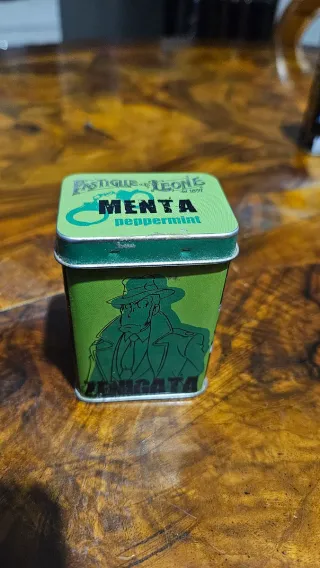 PASTIGLIE LEONE
MENTA
peppermint
ZENIGATA